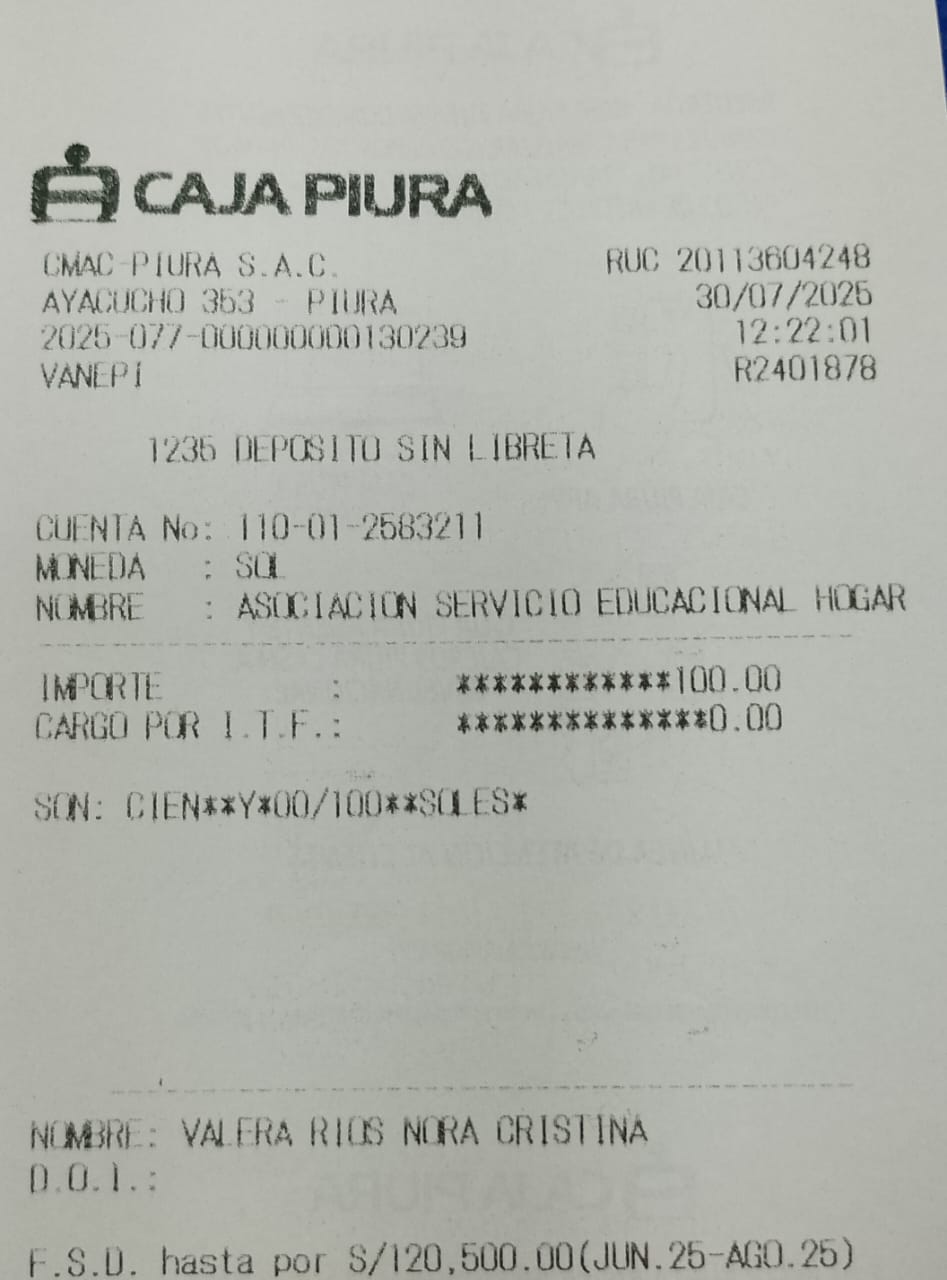 CAJA PIURA
CMAC-PIURA S.A.C. RUC 20113604248
AYACUCHO 353 - PIURA 30/07/2025
2025-077-000000000130239 12:22:01
VANEPI R2401878
1235 DEPOSITO SIN LIBRETA
CUENTA No: 110-01-2583211
MONEDA : SOL
NOMBRE : ASOCIACION SERVICIO EDUCACIONAL HOGAR
IMPORTE : ************100.00
CARGO POR I.T.F.: **************0.00
SON: CIEN**Y*00/100**SOLES*
NOMBRE: VALERA RIOS NORA CRISTINA
D.O.I.:
F.S.D. hasta por S/120,500.00(JUN.25-AGO.25)